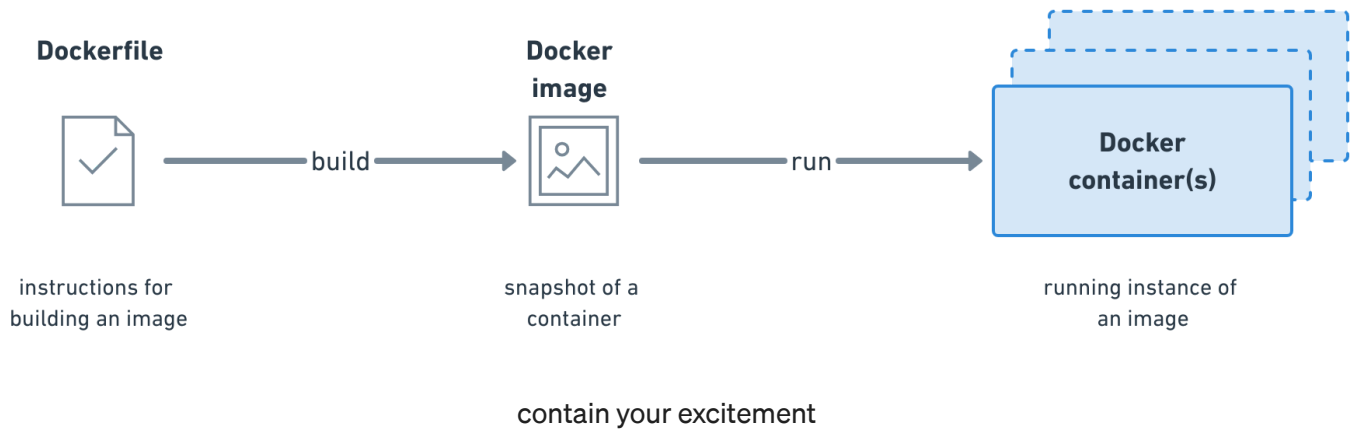 Dockerfile
Docker
image
build
run
Docker
container(s)
instructions for
building an image
snapshot of a
container
running instance of
an image
contain your excitement